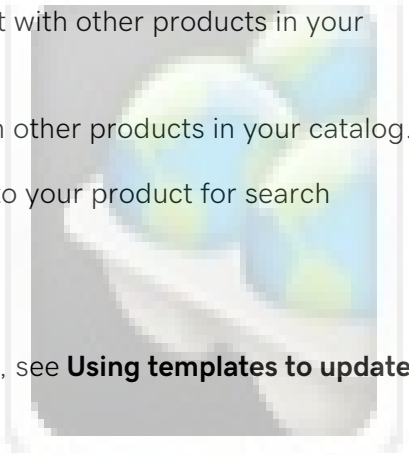 t with other products in your
other products in your catalog.
to your product for search
, see Using templates to update